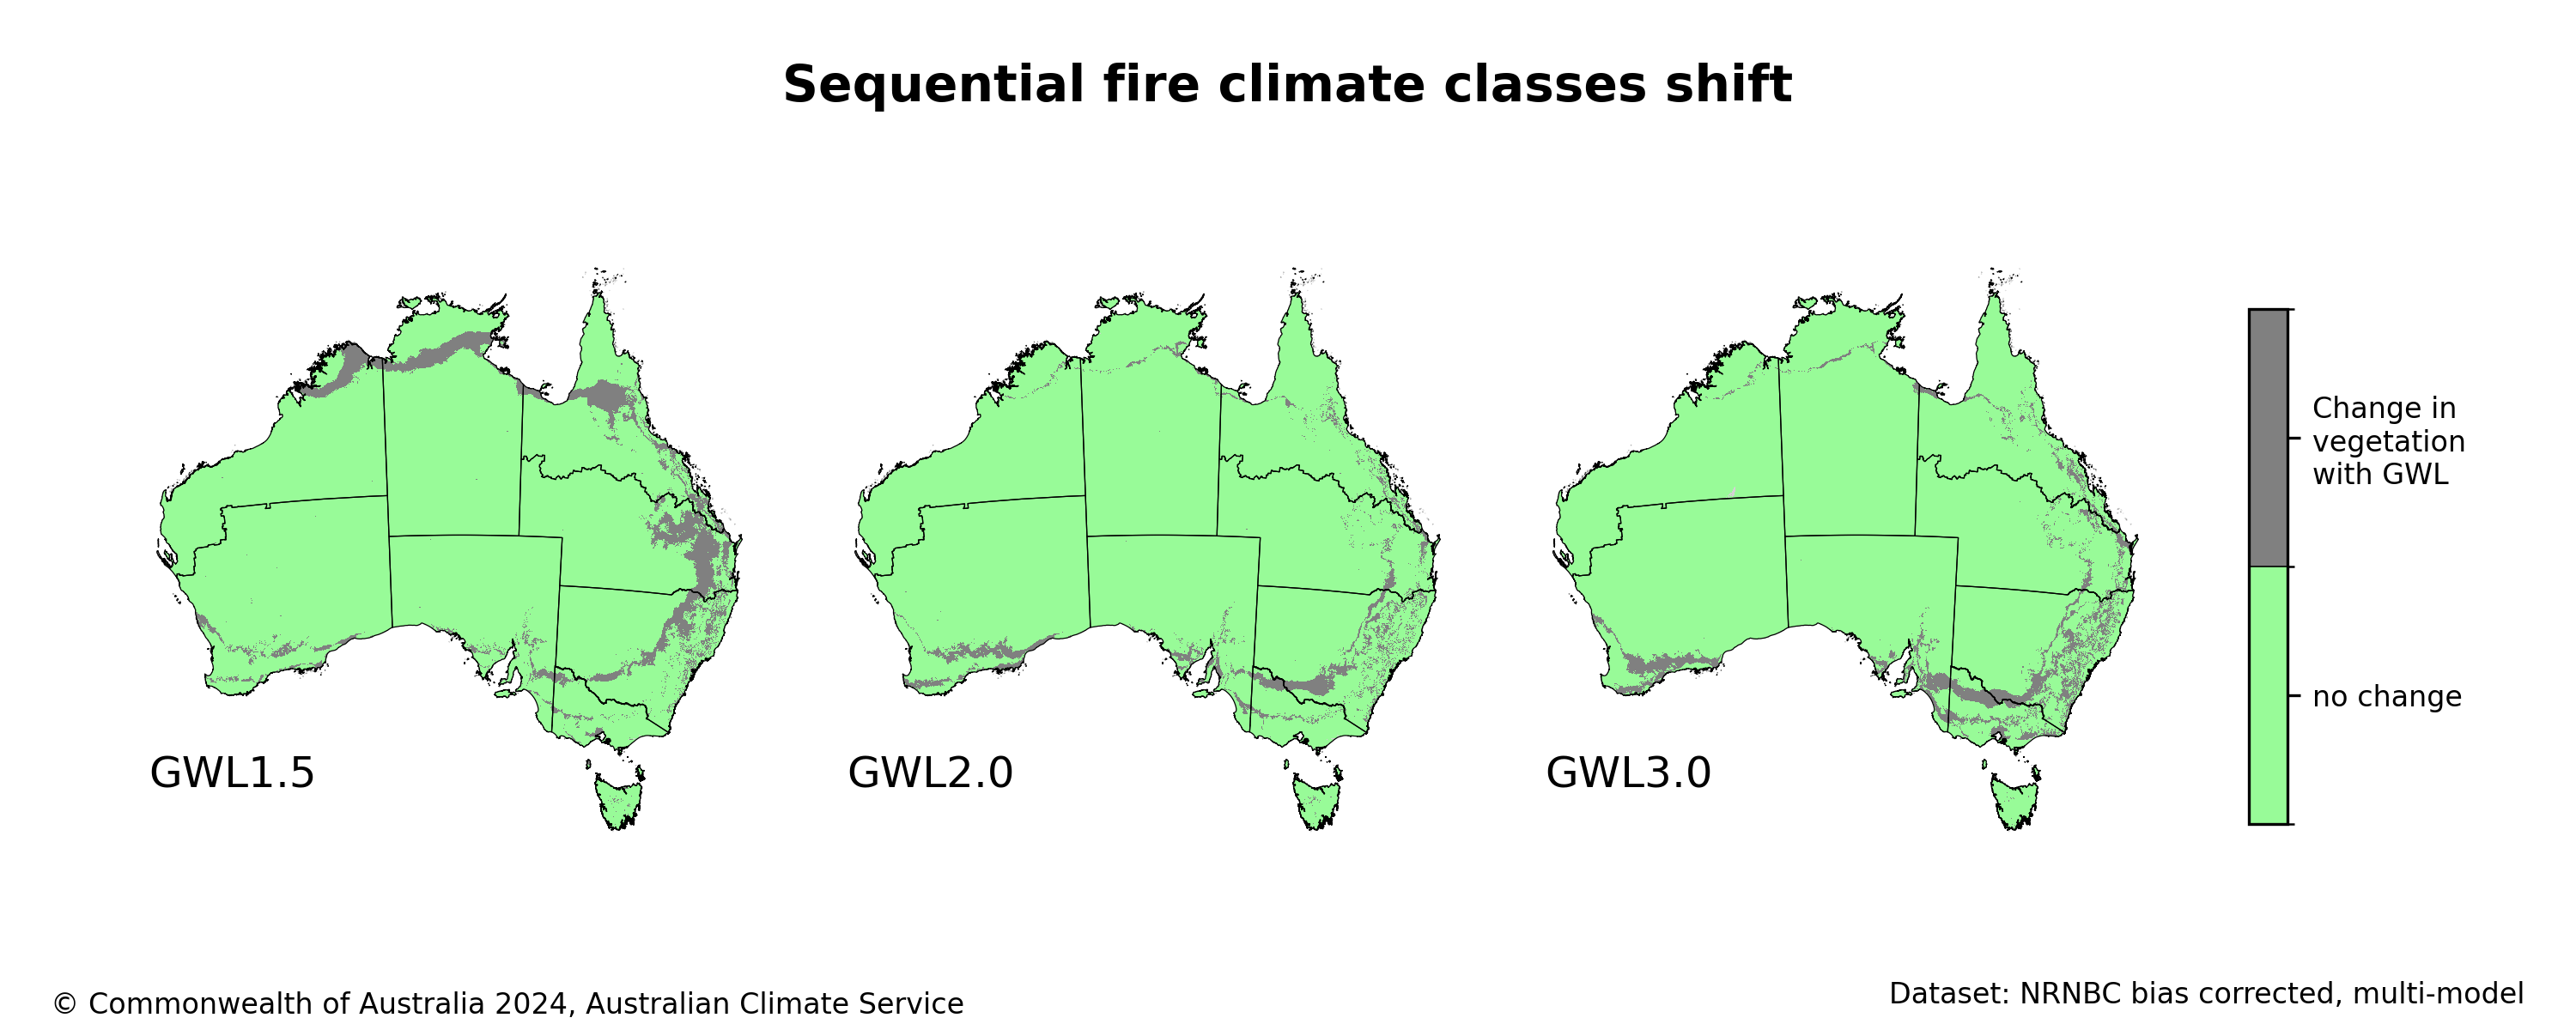 Sequential fire climate classes shift
GWL1.5
GWL2.0
GWL3.0
Change in
vegetation
with GWL
no change
© Commonwealth of Australia 2024, Australian Climate Service
Dataset: NRNBC bias corrected, multi-model